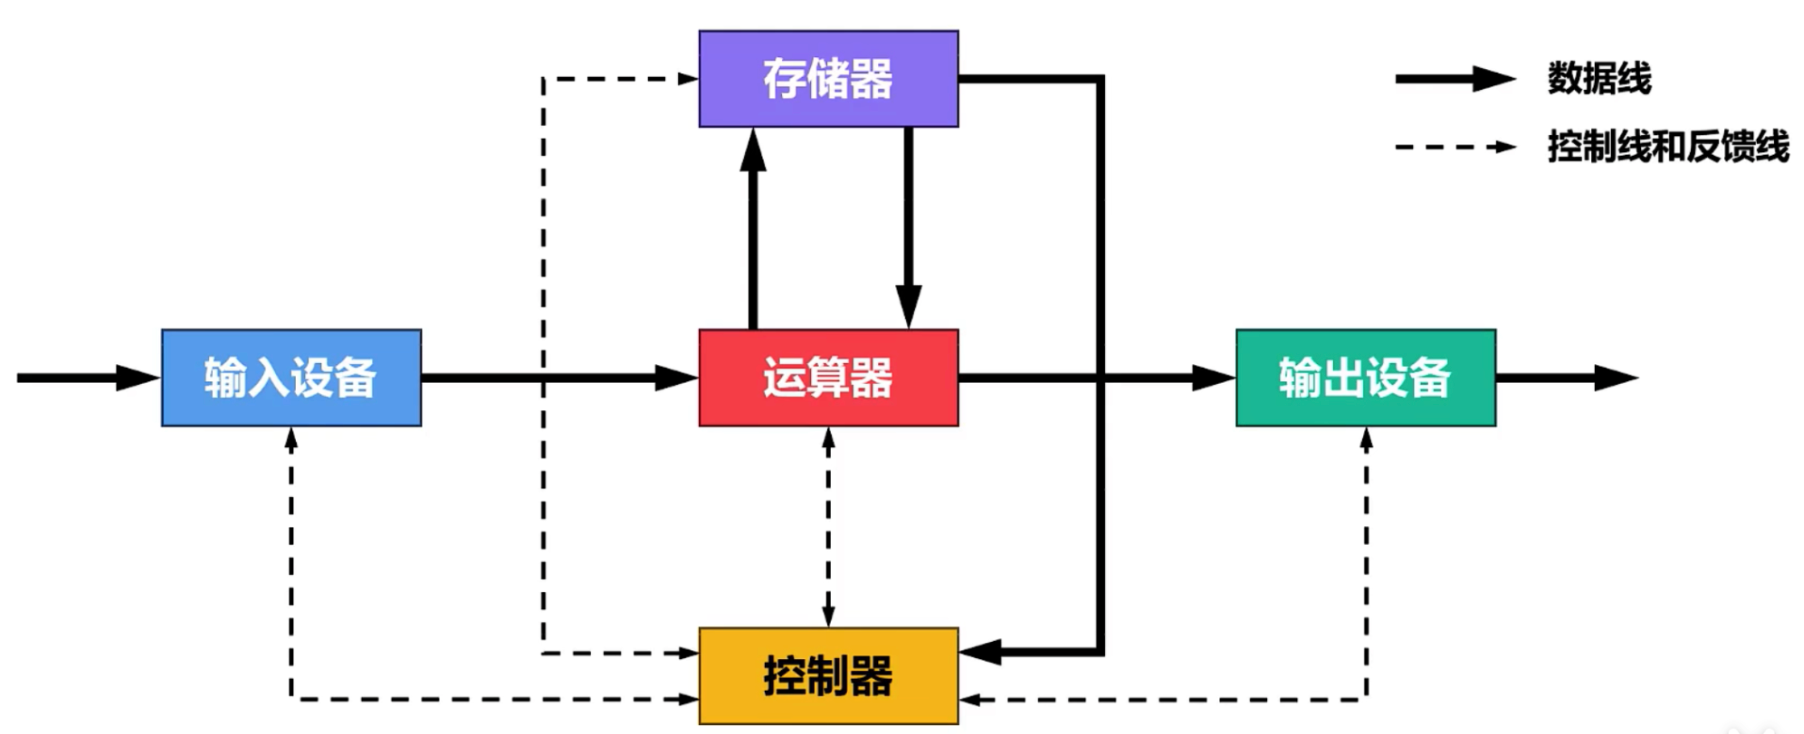 存储器
数据线
控制线和反馈线
输入设备
运算器
输出设备
控制器